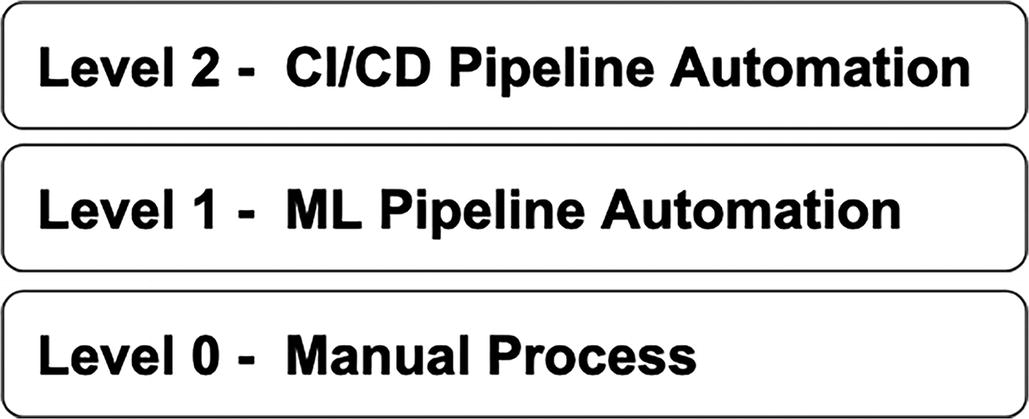 Level 2 - CI/CD Pipeline Automation
Level 1 - ML Pipeline Automation
Level 0 - Manual Process